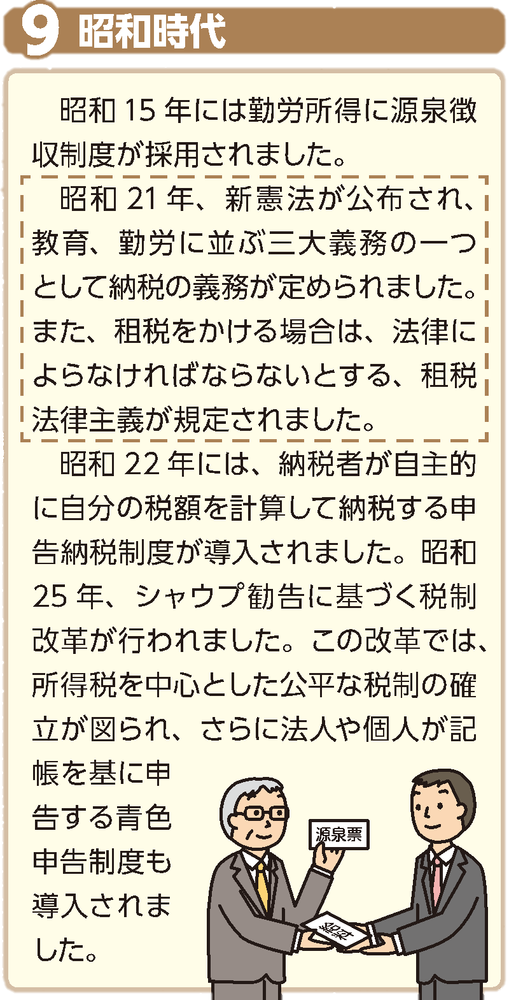 9 昭和時代
昭和15年には勤労所得に源泉徴
収制度が採用されました。
昭和21年、新憲法が公布され、
教育、勤労に並ぶ三大義務の一つ
として納税の義務が定められました。
また、租税をかける場合は、法律に
よらなければならないとする、租税
法律主義が規定されました。
昭和22年には、納税者が自主的
に自分の税額を計算して納税する申
告納税制度が導入されました。昭和
25年、シャウプ勧告に基づく税制
改革が行われました。この改革では、
所得税を中心とした公平な税制の確
立が図られ、さらに法人や個人が記
帳を基に申
告する青色
申告制度も
導入されま
した。
源泉票
給料